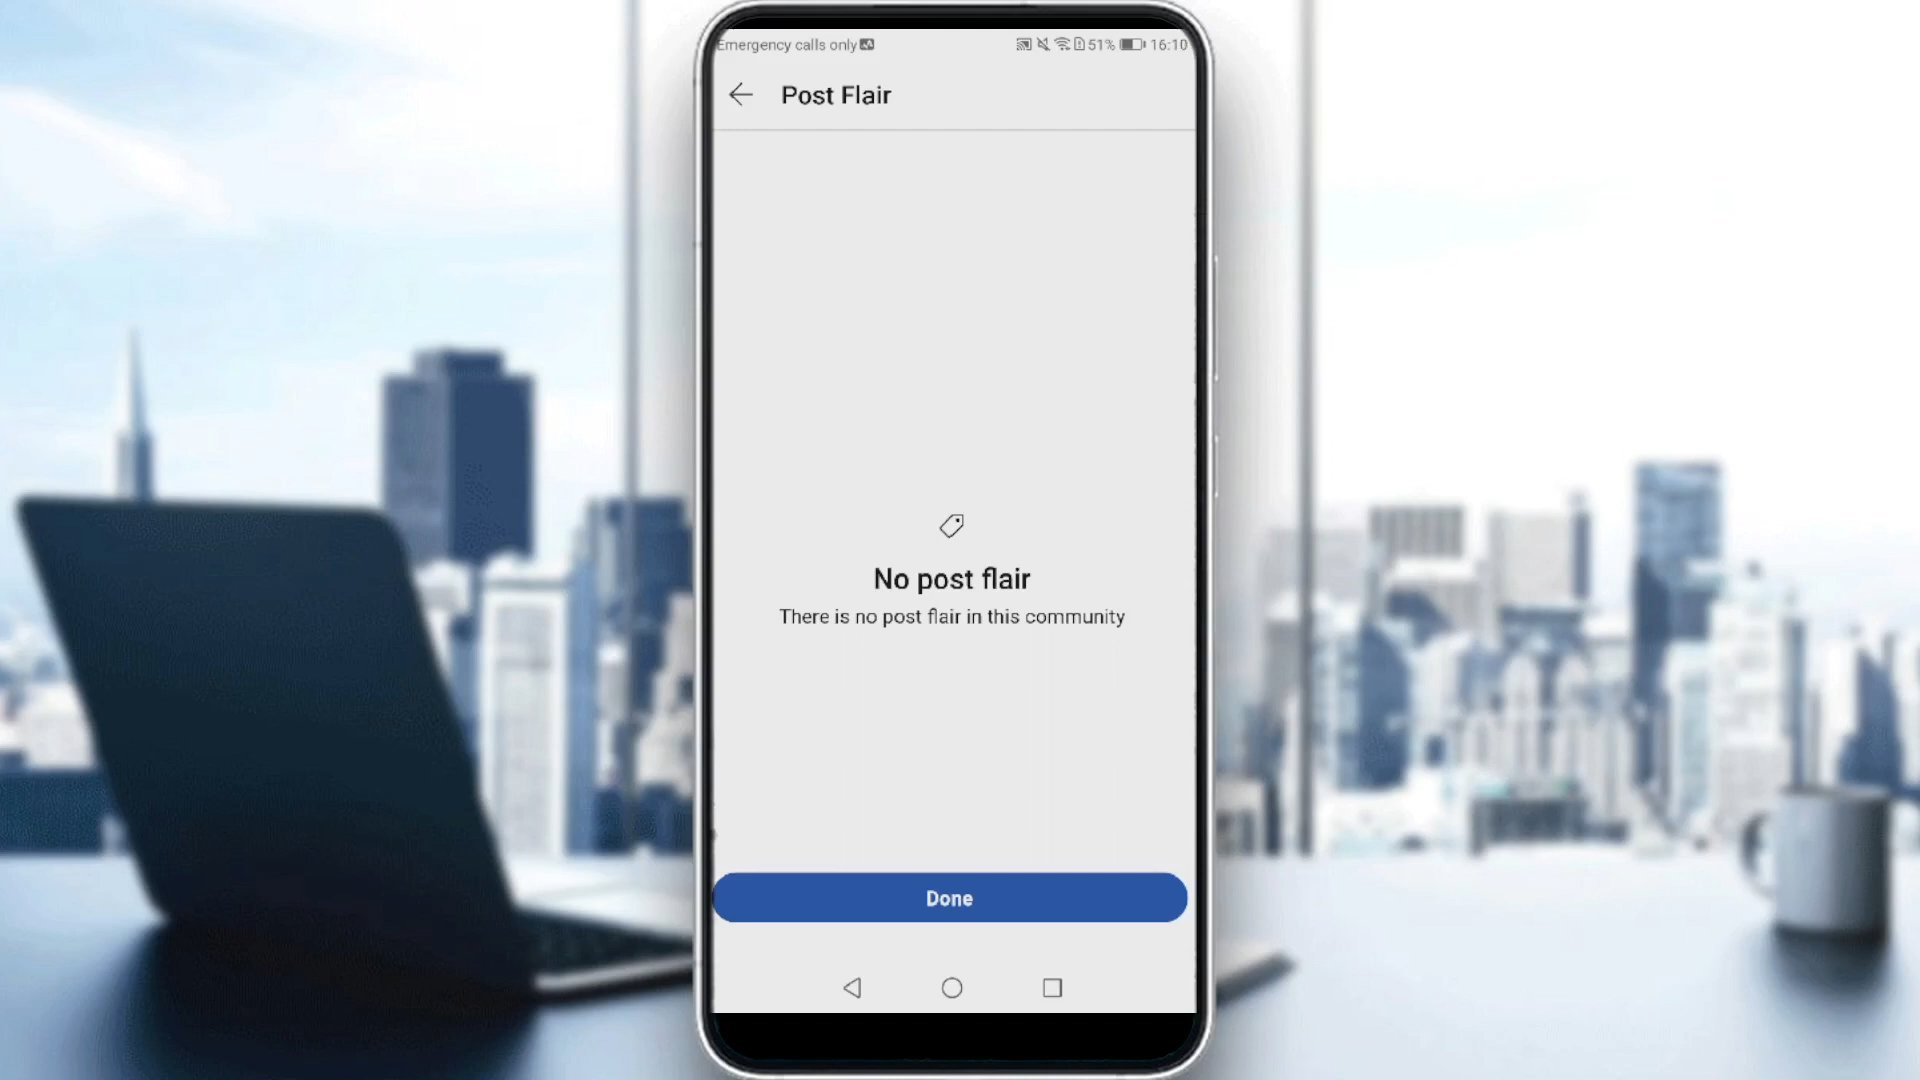 Emergency calls only 51% 16:10
Post Flair
No post flair
There is no post flair in this community
Done